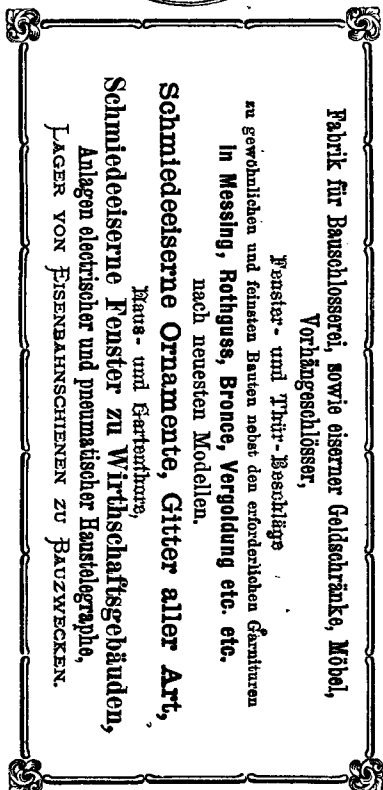 Fabrik für Bauschlosserei, sowie eiserner Geldschränke, Möbel,
Vorhängeschlösser,
Fenster- und Thür-Beschläge
zu gewöhnlichen und feinsten Bauten nebst den erforderlichen Garnituren
in Messing, Rothguss, Bronce, Vergoldung etc. etc.
nach neuesten Modellen.
Schmiedeeiserne Ornamente, Gitter aller Art,
Haus- und Gartenthore,
Schmiedeeiserne Fenster zu Wirthschaftsgebäuden,
Anlagen electrischer und pneumatischer Haustelegraphe,
LAGER VON EISENBAHNSCHIENEN ZU BAUZWECKEN.